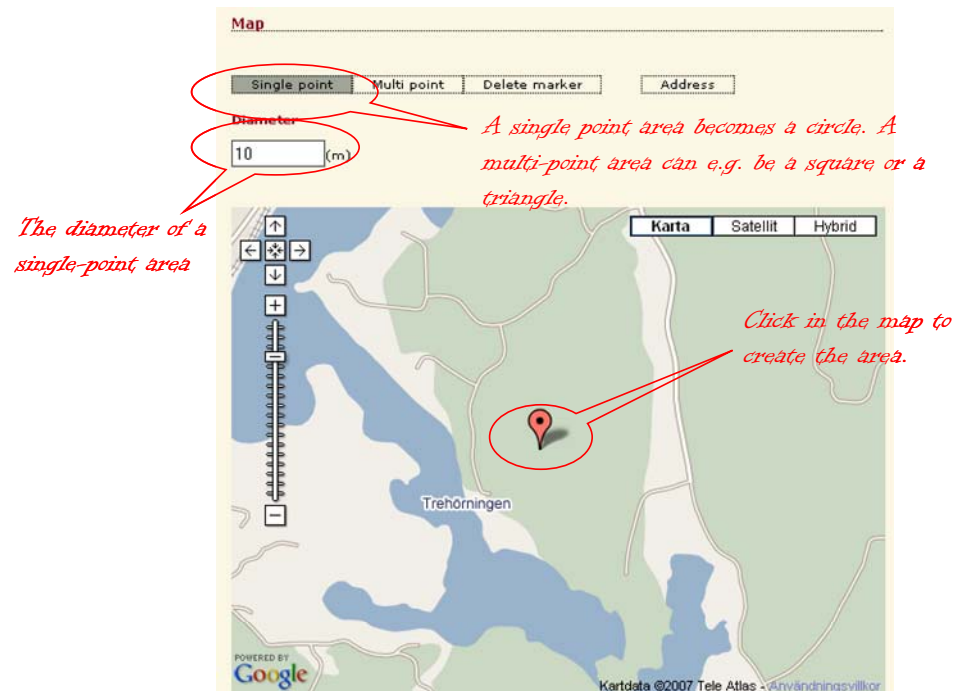 Map
Single point Multi point Delete marker Address
Diameter
A single point area becomes a circle. A
multi-point area can e.g. be a square or a
triangle.
10 (m)
The diameter of a
single-point area
Karta Satellit Hybrid
Click in the map to
create the area.
Trehörningen
POWERED BY
Google
Kartdata ©2007 Tele Atlas - Användningsvillkor